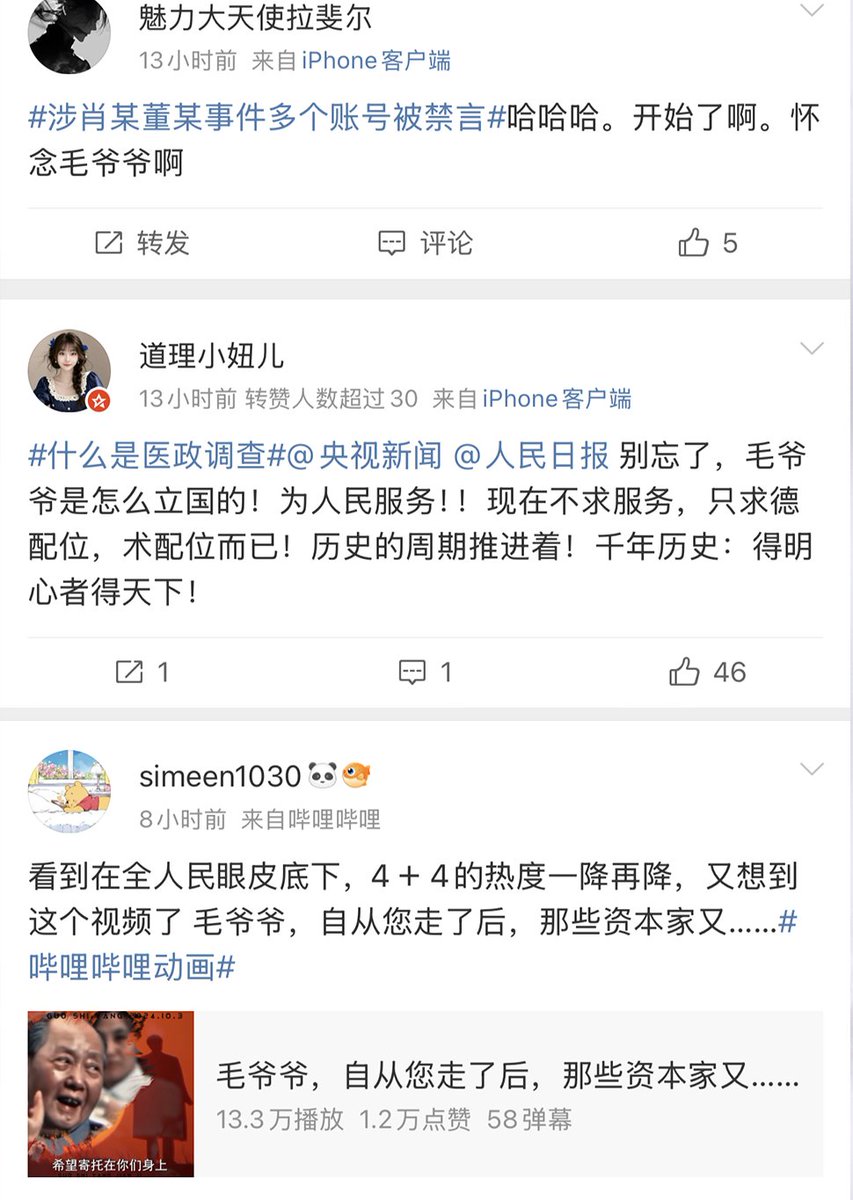 魅力大天使拉斐尔
13小时前 来自iPhone客户端
#涉肖某董某事件多个账号被禁言#哈哈哈。开始了啊。怀
念毛爷爷啊
转发 评论 5
道理小妞儿
13小时前 转赞人数超过30 来自iPhone客户端
#什么是医政调查#@央视新闻 @人民日报 别忘了，毛爷
爷是怎么立国的！为人民服务！！现在不求服务，只求德
配位，术配位而已！历史的周期推进着！千年历史：得明
心者得天下！
1 1 46
simeen1030🐼🐡
8小时前 来自哔哩哔哩
看到在全人民眼皮底下，4＋4的热度一降再降，又想到
这个视频了 毛爷爷，自从您走了后，那些资本家又……#
哔哩哔哩动画#
毛爷爷，自从您走了后，那些资本家又……
13.3万播放 1.2万点赞 58弹幕
希望寄托在你们身上